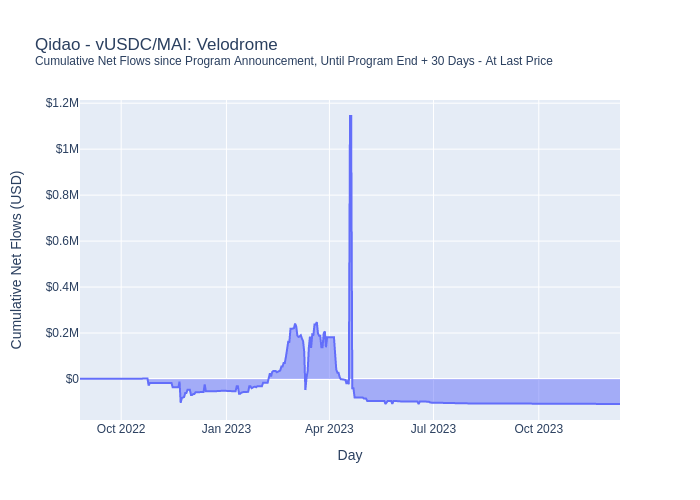 Qidao - vUSDC/MAI: Velodrome
Cumulative Net Flows since Program Announcement, Until Program End + 30 Days - At Last Price
Cumulative Net Flows (USD)
$1.2M
$1M
$0.8M
$0.6M
$0.4M
$0.2M
$0
Oct 2022
Jan 2023
Apr 2023
Jul 2023
Oct 2023
Day